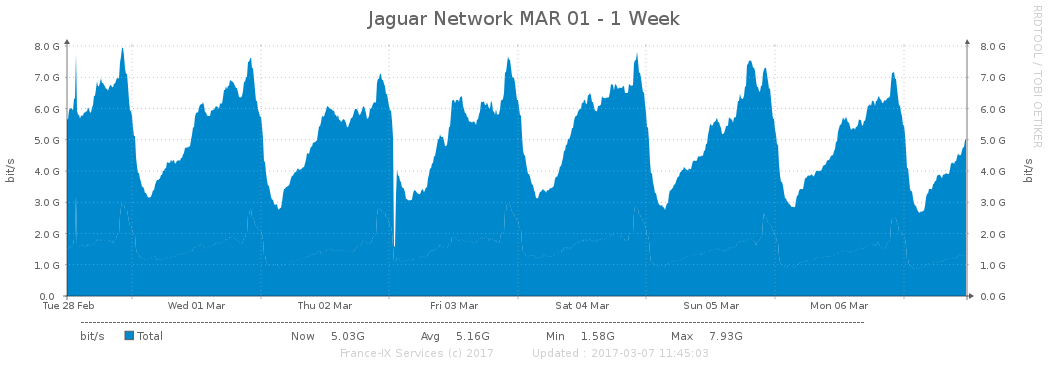 Jaguar Network MAR 01 - 1 Week
RRDTOOL / TOBI OETIKER
8.0 G 8.0 G
7.0 G 7.0 G
6.0 G 6.0 G
5.0 G 5.0 G
4.0 G 4.0 G
3.0 G 3.0 G
2.0 G 2.0 G
1.0 G 1.0 G
0.0 0.0 G
bit/s bit/s
Tue 28 Feb Wed 01 Mar Thu 02 Mar Fri 03 Mar Sat 04 Mar Sun 05 Mar Mon 06 Mar
bit/s Total Now 5.03G Avg 5.16G Min 1.58G Max 7.93G
France-IX Services (c) 2017 Updated : 2017-03-07 11:45:03